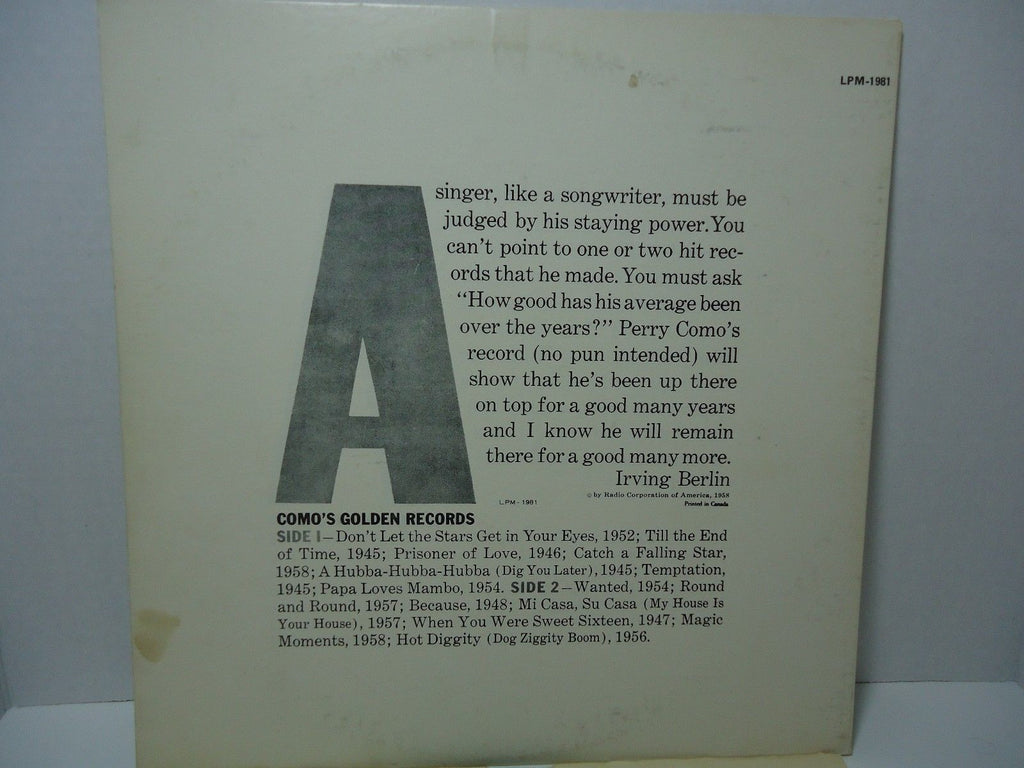 LPM-1981
A singer, like a songwriter, must be
judged by his staying power. You
can't point to one or two hit rec-
ords that he made. You must ask
"How good has his average been
over the years?" Perry Como's
record (no pun intended) will
show that he's been up there
on top for a good many years
and I know he will remain
there for a good many more.
Irving Berlin
© by Radio Corporation of America, 1958
LPM-1981 Printed in Canada
COMO'S GOLDEN RECORDS
SIDE 1—Don't Let the Stars Get in Your Eyes, 1952; Till the End
of Time, 1945; Prisoner of Love, 1946; Catch a Falling Star,
1958; A Hubba-Hubba-Hubba (Dig You Later), 1945; Temptation,
1945; Papa Loves Mambo, 1954. SIDE 2—Wanted, 1954; Round
and Round, 1957; Because, 1948; Mi Casa, Su Casa (My House Is
Your House), 1957; When You Were Sweet Sixteen, 1947; Magic
Moments, 1958; Hot Diggity (Dog Ziggity Boom), 1956.